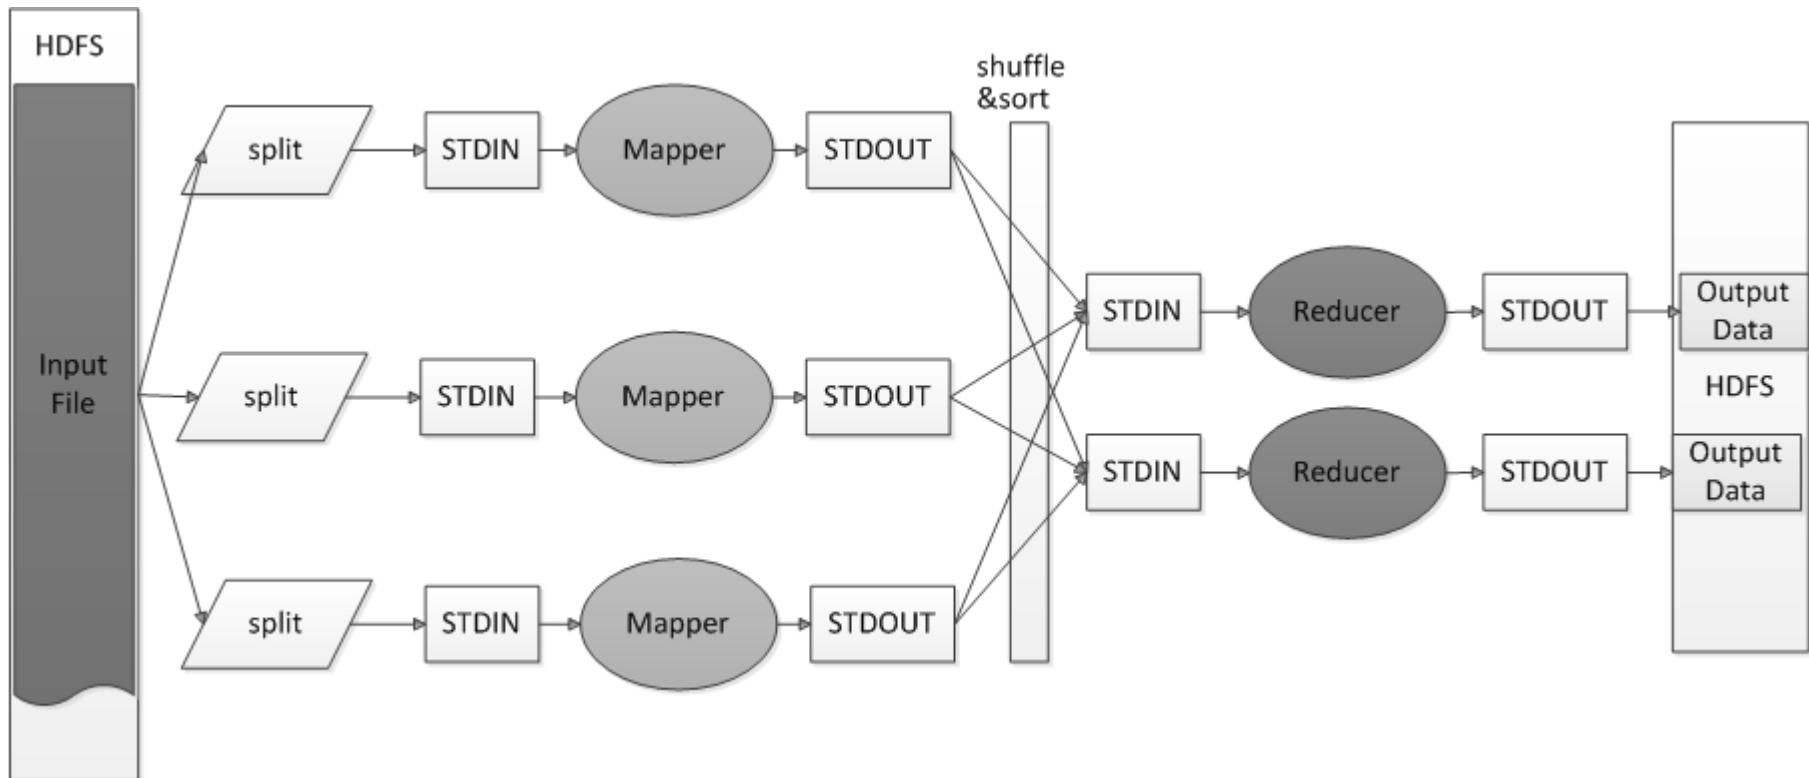 HDFS
Input
File
split
STDIN
Mapper
STDOUT
split
STDIN
Mapper
STDOUT
split
STDIN
Mapper
STDOUT
shuffle
&sort
STDIN
Reducer
STDOUT
Output
Data
HDFS
STDIN
Reducer
STDOUT
Output
Data